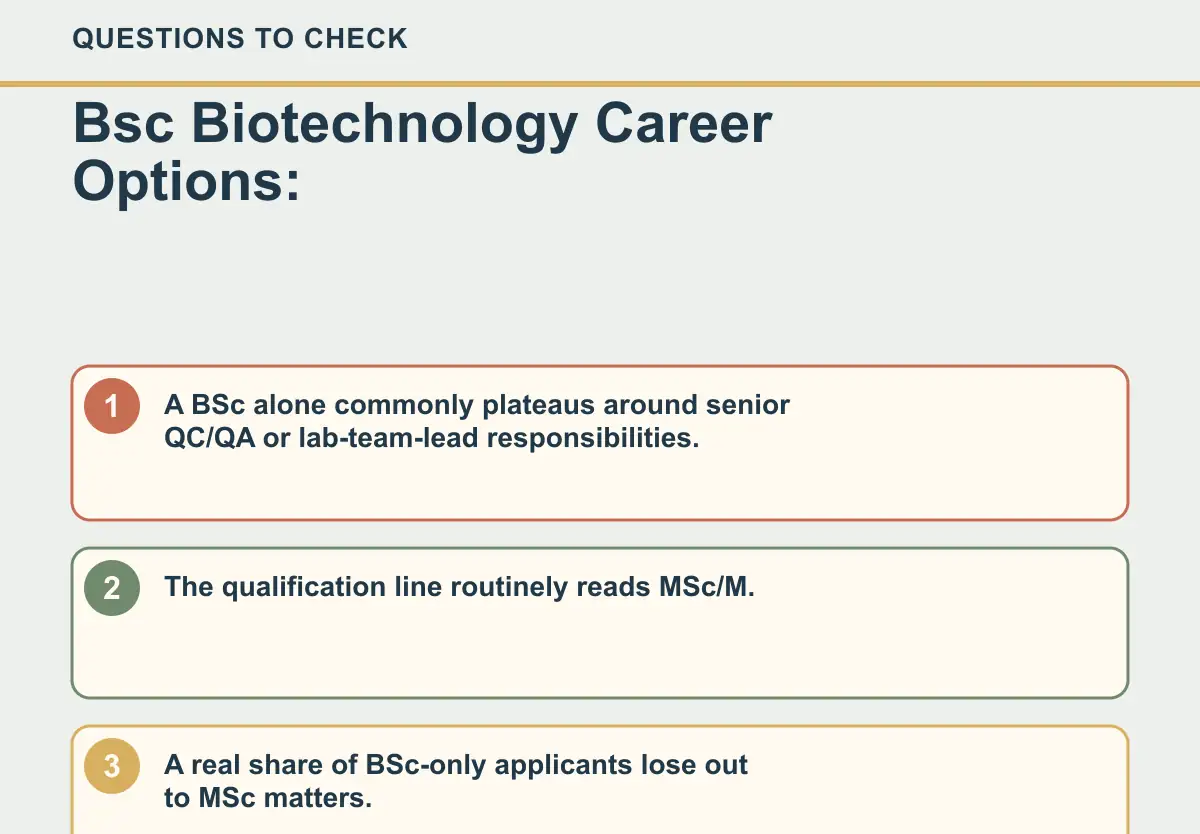 QUESTIONS TO CHECK
Bsc Biotechnology Career
Options:
1
A BSc alone commonly plateaus around senior
QC/QA or lab-team-lead responsibilities.
2
The qualification line routinely reads MSc/M.
3
A real share of BSc-only applicants lose out
to MSc matters.